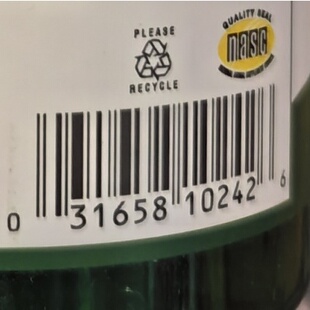 PLEASE
RECYCLE
QUALITY SEAL
nasc
0 31658 10242 6